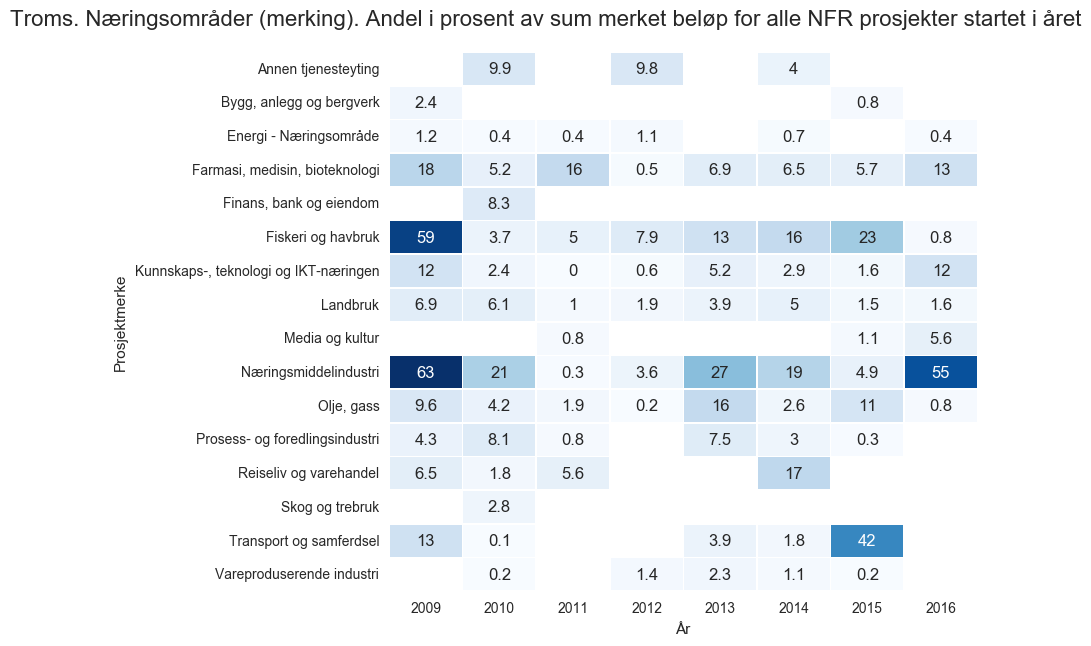 Troms. Næringsområder (merking). Andel i prosent av sum merket beløp for alle NFR prosjekter startet i året
Prosjektmerke
Annen tjenesteyting 9.9 9.8 4
Bygg, anlegg og bergverk 2.4 0.8
Energi - Næringsområde 1.2 0.4 0.4 1.1 0.7 0.4
Farmasi, medisin, bioteknologi 18 5.2 16 0.5 6.9 6.5 5.7 13
Finans, bank og eiendom 8.3
Fiskeri og havbruk 59 3.7 5 7.9 13 16 23 0.8
Kunnskaps-, teknologi og IKT-næringen 12 2.4 0 0.6 5.2 2.9 1.6 12
Landbruk 6.9 6.1 1 1.9 3.9 5 1.5 1.6
Media og kultur 0.8 1.1 5.6
Næringsmiddelindustri 63 21 0.3 3.6 27 19 4.9 55
Olje, gass 9.6 4.2 1.9 0.2 16 2.6 11 0.8
Prosess- og foredlingsindustri 4.3 8.1 0.8 7.5 3 0.3
Reiseliv og varehandel 6.5 1.8 5.6 17
Skog og trebruk 2.8
Transport og samferdsel 13 0.1 3.9 1.8 42
Vareproduserende industri 0.2 1.4 2.3 1.1 0.2
2009 2010 2011 2012 2013 2014 2015 2016
År